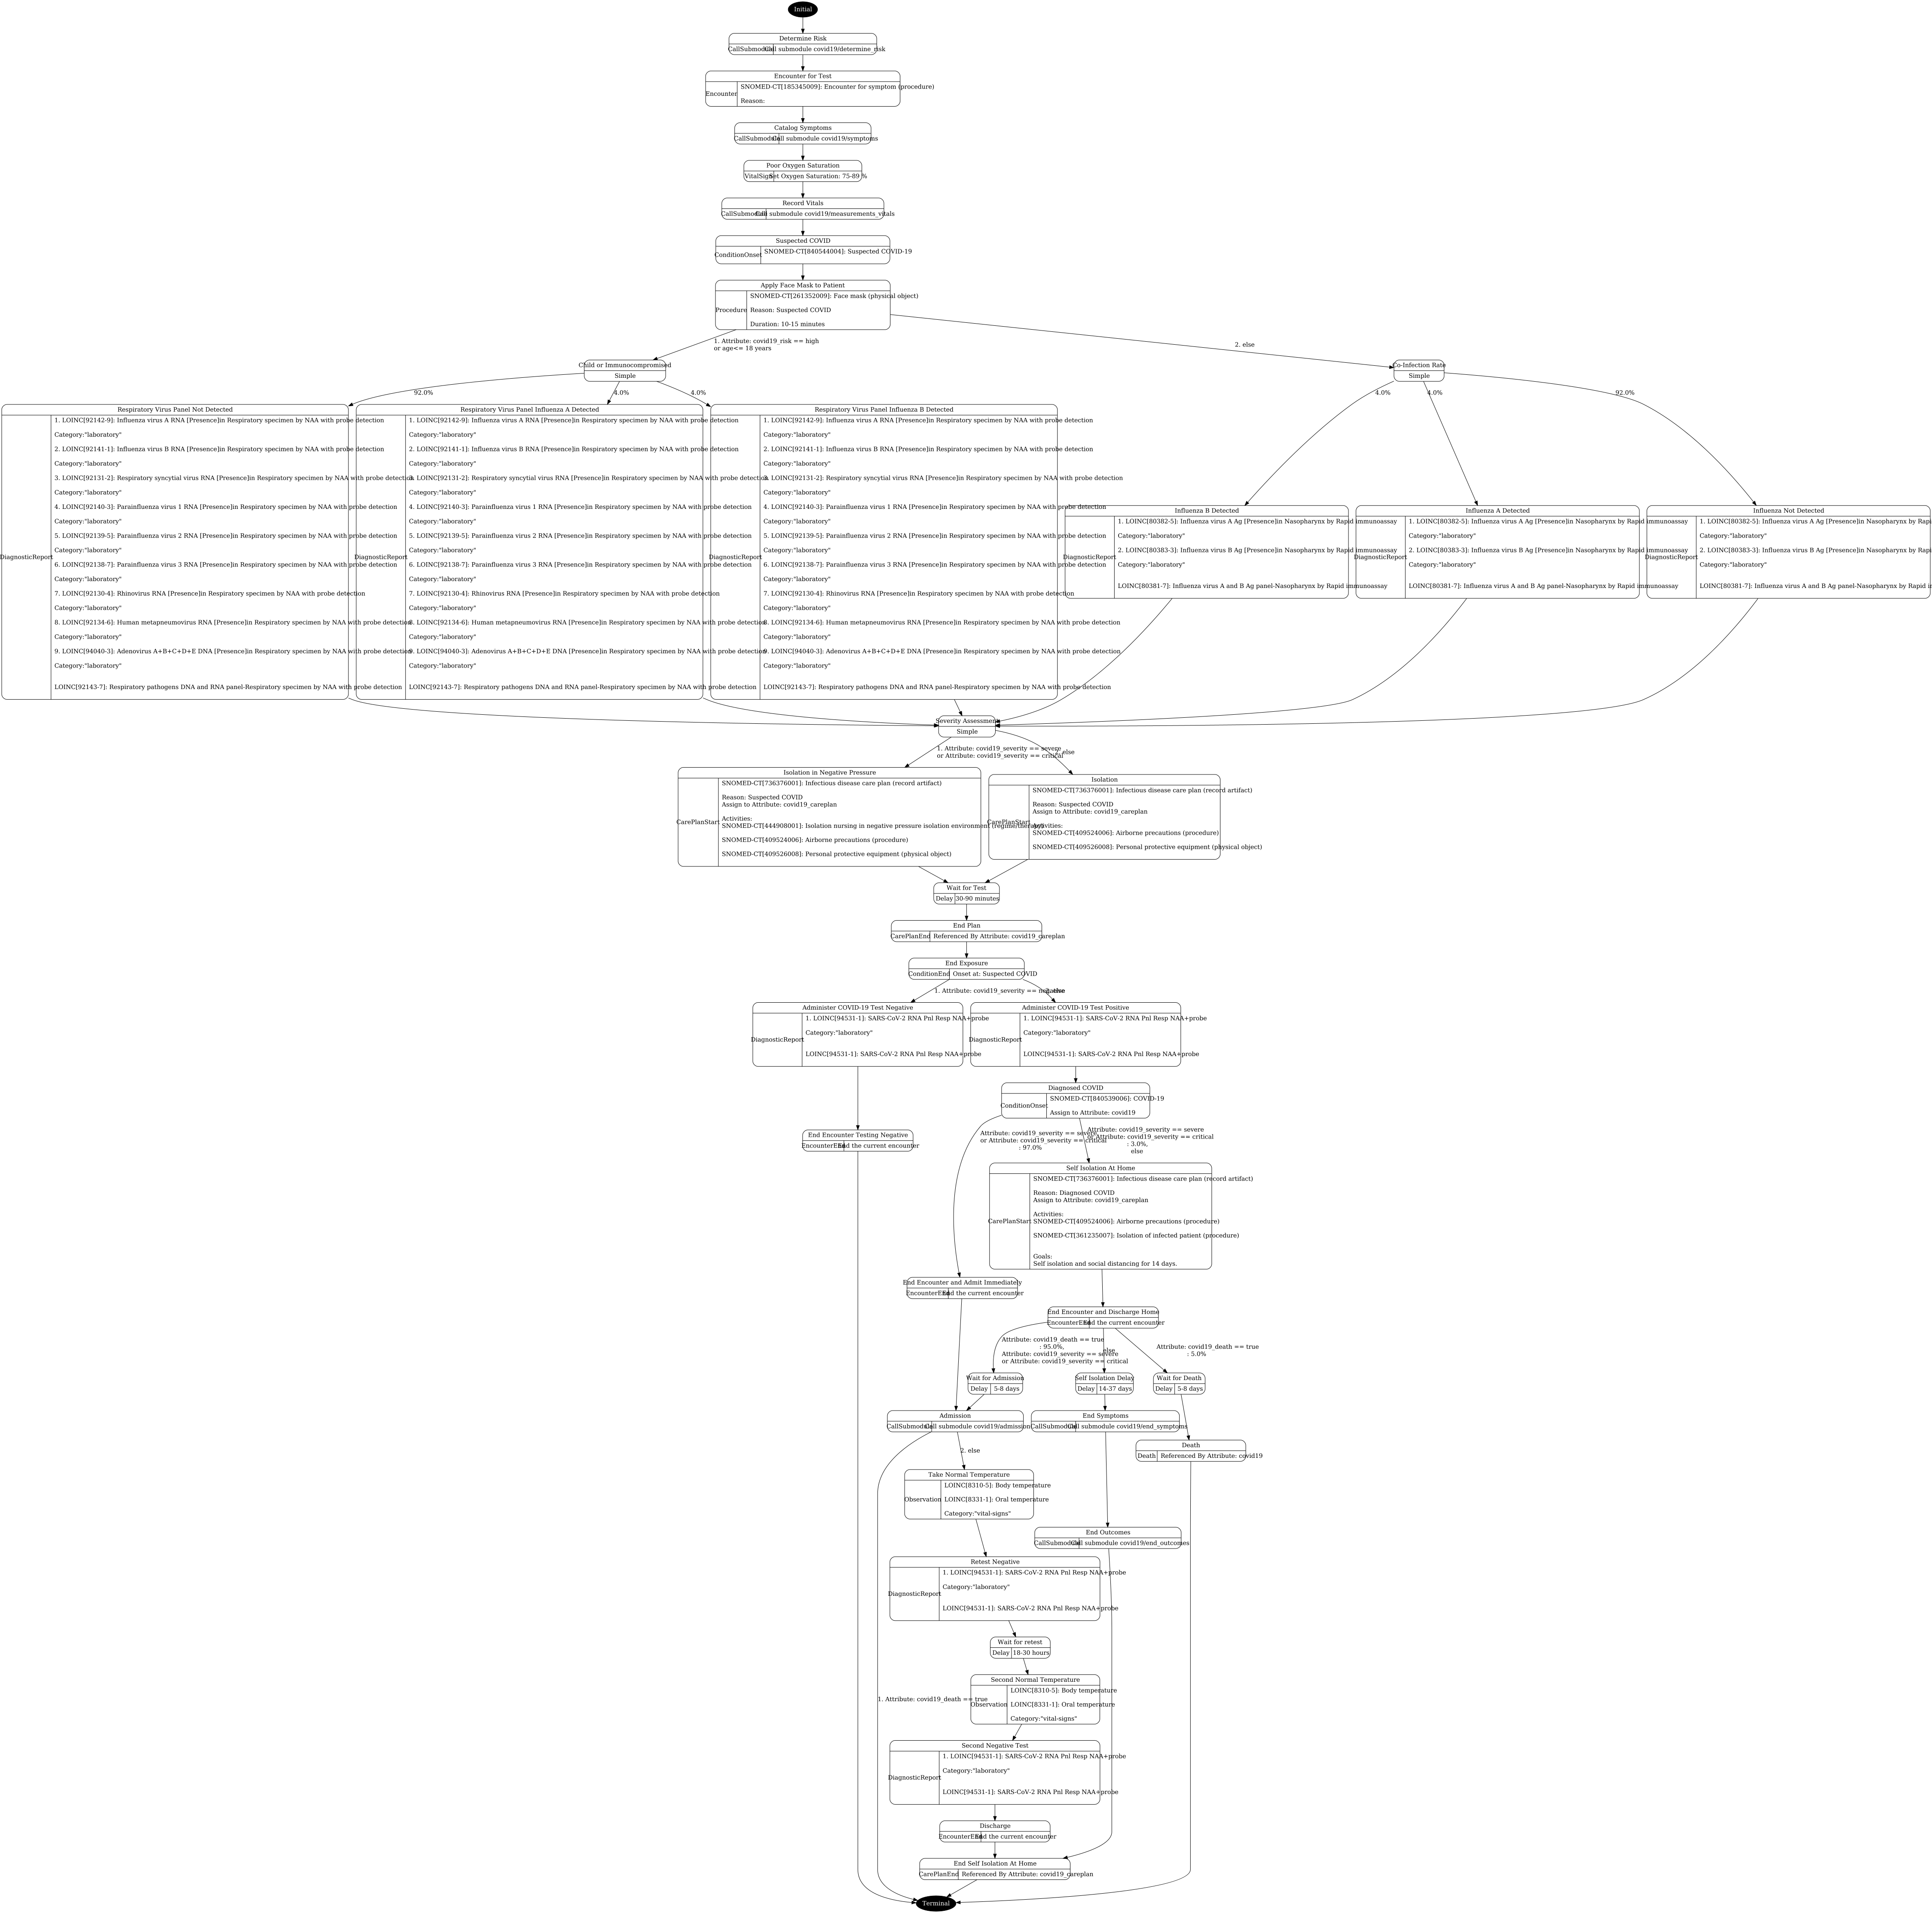 Initial
Determine Risk
CallSubmodule
Call submodule covid19/determine_risk
Encounter for Test
Encounter
SNOMED-CT[185345009]: Encounter for symptom (procedure)
Reason:
Catalog Symptoms
CallSubmodule
Call submodule covid19/symptoms
Poor Oxygen Saturation
VitalSign
Set Oxygen Saturation: 75-89 %
Record Vitals
CallSubmodule
Call submodule covid19/measurements_vitals
Suspected COVID
ConditionOnset
SNOMED-CT[840544004]: Suspected COVID-19
Apply Face Mask to Patient
Procedure
SNOMED-CT[261352009]: Face mask (physical object)
Reason: Suspected COVID
Duration: 10-15 minutes
1. Attribute: covid19_risk == high
or age<= 18 years
2. else
Child or Immunocompromised
Simple
Co-Infection Rate
Simple
92.0%
4.0%
4.0%
4.0%
4.0%
92.0%
Respiratory Virus Panel Not Detected
DiagnosticReport
1. LOINC[92142-9]: Influenza virus A RNA [Presence]in Respiratory specimen by NAA with probe detection
Category:"laboratory"
2. LOINC[92141-1]: Influenza virus B RNA [Presence]in Respiratory specimen by NAA with probe detection
Category:"laboratory"
3. LOINC[92131-2]: Respiratory syncytial virus RNA [Presence]in Respiratory specimen by NAA with probe detection
Category:"laboratory"
4. LOINC[92140-3]: Parainfluenza virus 1 RNA [Presence]in Respiratory specimen by NAA with probe detection
Category:"laboratory"
5. LOINC[92139-5]: Parainfluenza virus 2 RNA [Presence]in Respiratory specimen by NAA with probe detection
Category:"laboratory"
6. LOINC[92138-7]: Parainfluenza virus 3 RNA [Presence]in Respiratory specimen by NAA with probe detection
Category:"laboratory"
7. LOINC[92130-4]: Rhinovirus RNA [Presence]in Respiratory specimen by NAA with probe detection
Category:"laboratory"
8. LOINC[92134-6]: Human metapneumovirus RNA [Presence]in Respiratory specimen by NAA with probe detection
Category:"laboratory"
9. LOINC[94040-3]: Adenovirus A+B+C+D+E DNA [Presence]in Respiratory specimen by NAA with probe detection
Category:"laboratory"
LOINC[92143-7]: Respiratory pathogens DNA and RNA panel-Respiratory specimen by NAA with probe detection
Respiratory Virus Panel Influenza A Detected
DiagnosticReport
1. LOINC[92142-9]: Influenza virus A RNA [Presence]in Respiratory specimen by NAA with probe detection
Category:"laboratory"
2. LOINC[92141-1]: Influenza virus B RNA [Presence]in Respiratory specimen by NAA with probe detection
Category:"laboratory"
3. LOINC[92131-2]: Respiratory syncytial virus RNA [Presence]in Respiratory specimen by NAA with probe detection
Category:"laboratory"
4. LOINC[92140-3]: Parainfluenza virus 1 RNA [Presence]in Respiratory specimen by NAA with probe detection
Category:"laboratory"
5. LOINC[92139-5]: Parainfluenza virus 2 RNA [Presence]in Respiratory specimen by NAA with probe detection
Category:"laboratory"
6. LOINC[92138-7]: Parainfluenza virus 3 RNA [Presence]in Respiratory specimen by NAA with probe detection
Category:"laboratory"
7. LOINC[92130-4]: Rhinovirus RNA [Presence]in Respiratory specimen by NAA with probe detection
Category:"laboratory"
8. LOINC[92134-6]: Human metapneumovirus RNA [Presence]in Respiratory specimen by NAA with probe detection
Category:"laboratory"
9. LOINC[94040-3]: Adenovirus A+B+C+D+E DNA [Presence]in Respiratory specimen by NAA with probe detection
Category:"laboratory"
LOINC[92143-7]: Respiratory pathogens DNA and RNA panel-Respiratory specimen by NAA with probe detection
Respiratory Virus Panel Influenza B Detected
DiagnosticReport
1. LOINC[92142-9]: Influenza virus A RNA [Presence]in Respiratory specimen by NAA with probe detection
Category:"laboratory"
2. LOINC[92141-1]: Influenza virus B RNA [Presence]in Respiratory specimen by NAA with probe detection
Category:"laboratory"
3. LOINC[92131-2]: Respiratory syncytial virus RNA [Presence]in Respiratory specimen by NAA with probe detection
Category:"laboratory"
4. LOINC[92140-3]: Parainfluenza virus 1 RNA [Presence]in Respiratory specimen by NAA with probe detection
Category:"laboratory"
5. LOINC[92139-5]: Parainfluenza virus 2 RNA [Presence]in Respiratory specimen by NAA with probe detection
Category:"laboratory"
6. LOINC[92138-7]: Parainfluenza virus 3 RNA [Presence]in Respiratory specimen by NAA with probe detection
Category:"laboratory"
7. LOINC[92130-4]: Rhinovirus RNA [Presence]in Respiratory specimen by NAA with probe detection
Category:"laboratory"
8. LOINC[92134-6]: Human metapneumovirus RNA [Presence]in Respiratory specimen by NAA with probe detection
Category:"laboratory"
9. LOINC[94040-3]: Adenovirus A+B+C+D+E DNA [Presence]in Respiratory specimen by NAA with probe detection
Category:"laboratory"
LOINC[92143-7]: Respiratory pathogens DNA and RNA panel-Respiratory specimen by NAA with probe detection
Influenza B Detected
DiagnosticReport
1. LOINC[80382-5]: Influenza virus A Ag [Presence]in Nasopharynx by Rapid immunoassay
Category:"laboratory"
2. LOINC[80383-3]: Influenza virus B Ag [Presence]in Nasopharynx by Rapid immunoassay
Category:"laboratory"
LOINC[80381-7]: Influenza virus A and B Ag panel-Nasopharynx by Rapid immunoassay
Influenza A Detected
DiagnosticReport
1. LOINC[80382-5]: Influenza virus A Ag [Presence]in Nasopharynx by Rapid immunoassay
Category:"laboratory"
2. LOINC[80383-3]: Influenza virus B Ag [Presence]in Nasopharynx by Rapid immunoassay
Category:"laboratory"
LOINC[80381-7]: Influenza virus A and B Ag panel-Nasopharynx by Rapid immunoassay
Influenza Not Detected
DiagnosticReport
1. LOINC[80382-5]: Influenza virus A Ag [Presence]in Nasopharynx by Rapi
Category:"laboratory"
2. LOINC[80383-3]: Influenza virus B Ag [Presence]in Nasopharynx by Rapi
Category:"laboratory"
LOINC[80381-7]: Influenza virus A and B Ag panel-Nasopharynx by Rapid i
Severity Assessment
Simple
1. Attribute: covid19_severity == severe
or Attribute: covid19_severity == critical
2. else
Isolation in Negative Pressure
CarePlanStart
SNOMED-CT[736376001]: Infectious disease care plan (record artifact)
Reason: Suspected COVID
Assign to Attribute: covid19_careplan
Activities:
SNOMED-CT[444908001]: Isolation nursing in negative pressure isolation environment (regime/therapy)
SNOMED-CT[409524006]: Airborne precautions (procedure)
SNOMED-CT[409526008]: Personal protective equipment (physical object)
Isolation
CarePlanStart
SNOMED-CT[736376001]: Infectious disease care plan (record artifact)
Reason: Suspected COVID
Assign to Attribute: covid19_careplan
Activities:
SNOMED-CT[409524006]: Airborne precautions (procedure)
SNOMED-CT[409526008]: Personal protective equipment (physical object)
Wait for Test
Delay
30-90 minutes
End Plan
CarePlanEnd
Referenced By Attribute: covid19_careplan
End Exposure
ConditionEnd
Onset at: Suspected COVID
1. Attribute: covid19_severity == negative
2. else
Administer COVID-19 Test Negative
DiagnosticReport
1. LOINC[94531-1]: SARS-CoV-2 RNA Pnl Resp NAA+probe
Category:"laboratory"
LOINC[94531-1]: SARS-CoV-2 RNA Pnl Resp NAA+probe
Administer COVID-19 Test Positive
DiagnosticReport
1. LOINC[94531-1]: SARS-CoV-2 RNA Pnl Resp NAA+probe
Category:"laboratory"
LOINC[94531-1]: SARS-CoV-2 RNA Pnl Resp NAA+probe
Diagnosed COVID
ConditionOnset
SNOMED-CT[840539006]: COVID-19
Assign to Attribute: covid19
End Encounter Testing Negative
EncounterEnd
End the current encounter
Attribute: covid19_severity == severe
or Attribute: covid19_severity == critical
: 97.0%
Attribute: covid19_severity == severe
or Attribute: covid19_severity == critical
: 3.0%,
else
Self Isolation At Home
CarePlanStart
SNOMED-CT[736376001]: Infectious disease care plan (record artifact)
Reason: Diagnosed COVID
Assign to Attribute: covid19_careplan
Activities:
SNOMED-CT[409524006]: Airborne precautions (procedure)
SNOMED-CT[361235007]: Isolation of infected patient (procedure)
Goals:
Self isolation and social distancing for 14 days.
End Encounter and Admit Immediately
EncounterEnd
End the current encounter
End Encounter and Discharge Home
EncounterEnd
End the current encounter
Attribute: covid19_death == true
: 95.0%,
Attribute: covid19_severity == severe
or Attribute: covid19_severity == critical
else
Attribute: covid19_death == true
: 5.0%
Wait for Admission
Delay
5-8 days
Self Isolation Delay
Delay
14-37 days
Wait for Death
Delay
5-8 days
Admission
CallSubmodule
Call submodule covid19/admission
End Symptoms
CallSubmodule
Call submodule covid19/end_symptoms
Death
Death
Referenced By Attribute: covid19
2. else
Take Normal Temperature
Observation
LOINC[8310-5]: Body temperature
LOINC[8331-1]: Oral temperature
Category:"vital-signs"
End Outcomes
CallSubmodule
Call submodule covid19/end_outcomes
Retest Negative
DiagnosticReport
1. LOINC[94531-1]: SARS-CoV-2 RNA Pnl Resp NAA+probe
Category:"laboratory"
LOINC[94531-1]: SARS-CoV-2 RNA Pnl Resp NAA+probe
Wait for retest
Delay
18-30 hours
Second Normal Temperature
Observation
LOINC[8310-5]: Body temperature
LOINC[8331-1]: Oral temperature
Category:"vital-signs"
1. Attribute: covid19_death == true
Second Negative Test
DiagnosticReport
1. LOINC[94531-1]: SARS-CoV-2 RNA Pnl Resp NAA+probe
Category:"laboratory"
LOINC[94531-1]: SARS-CoV-2 RNA Pnl Resp NAA+probe
Discharge
EncounterEnd
End the current encounter
End Self Isolation At Home
CarePlanEnd
Referenced By Attribute: covid19_careplan
Terminal